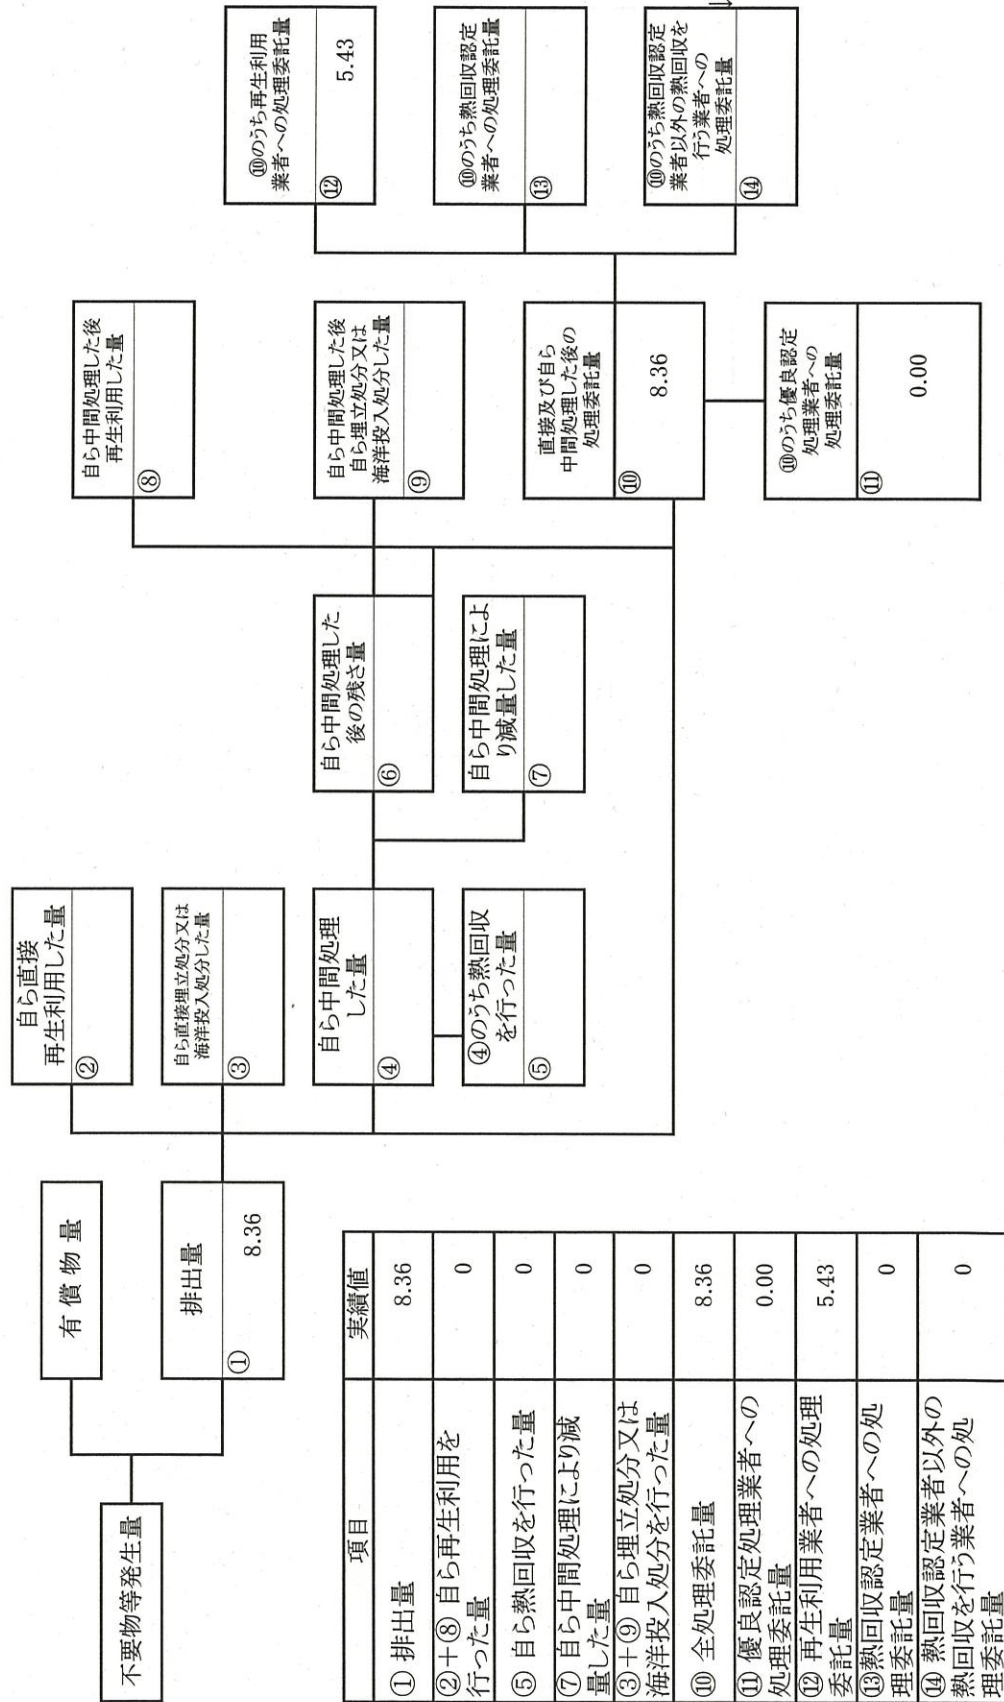 不要物等発生量
有償物量
排出量
①
8.36
自ら直接
再生利用した量
②
自ら直接埋立処分又は
海洋投入処分した量
③
自ら中間処理
した量
④
④のうち熱回収
を行った量
⑤
自ら中間処理した
後の残さ量
⑥
自ら中間処理によ
り減量した量
⑦
自ら中間処理した後
再生利用した量
⑧
自ら中間処理した後
自ら埋立処分又は
海洋投入処分した量
⑨
直接及び自ら
中間処理した後の
処理委託量
⑩
8.36
⑩のうち優良認定
処理業者への
処理委託量
⑪
0.00
⑩のうち再生利用
業者への処理委託量
⑫
5.43
⑩のうち熱回収認定
業者への処理委託量
⑬
⑩のうち熱回収認定
業者以外の熱回収を
行う業者への
処理委託量
⑭
項目 実績値
① 排出量 8.36
②+⑧ 自ら再生利用を
行った量 0
⑤ 自ら熱回収を行った量 0
⑦ 自ら中間処理により減
量した量 0
③+⑨ 自ら埋立処分又は
海洋投入処分を行った量 0
⑩ 全処理委託量 8.36
⑪ 優良認定処理業者への
処理委託量 0.00
⑫ 再生利用業者への処理
委託量 5.43
⑬熱回収認定業者への処
理委託量 0
⑭ 熱回収認定業者以外の
熱回収を行う業者への処
理委託量 0